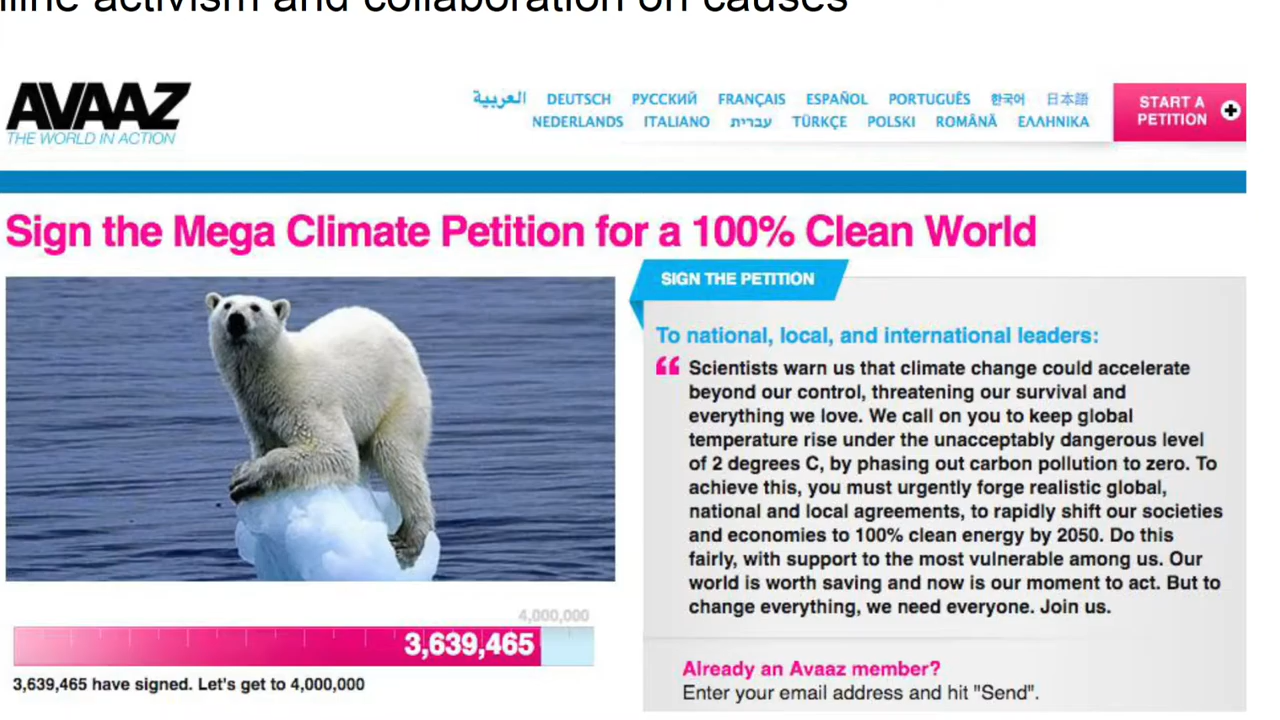 activism and collaboration on causes
AVAAZ
THE WORLD IN ACTION
العربية DEUTSCH РУССКИЙ FRANÇAIS ESPAÑOL PORTUGUÊS 한국어 日本語
NEDERLANDS ITALIANO עברית TÜRKÇE POLSKI ROMÂNĂ ΕΛΛΗΝΙΚΑ
START A
PETITION
Sign the Mega Climate Petition for a 100% Clean World
SIGN THE PETITION
To national, local, and international leaders:
“ Scientists warn us that climate change could accelerate
beyond our control, threatening our survival and
everything we love. We call on you to keep global
temperature rise under the unacceptably dangerous level
of 2 degrees C, by phasing out carbon pollution to zero. To
achieve this, you must urgently forge realistic global,
national and local agreements, to rapidly shift our societies
and economies to 100% clean energy by 2050. Do this
fairly, with support to the most vulnerable among us. Our
world is worth saving and now is our moment to act. But to
change everything, we need everyone. Join us.
4,000,000
3,639,465
3,639,465 have signed. Let's get to 4,000,000
Already an Avaaz member?
Enter your email address and hit "Send".